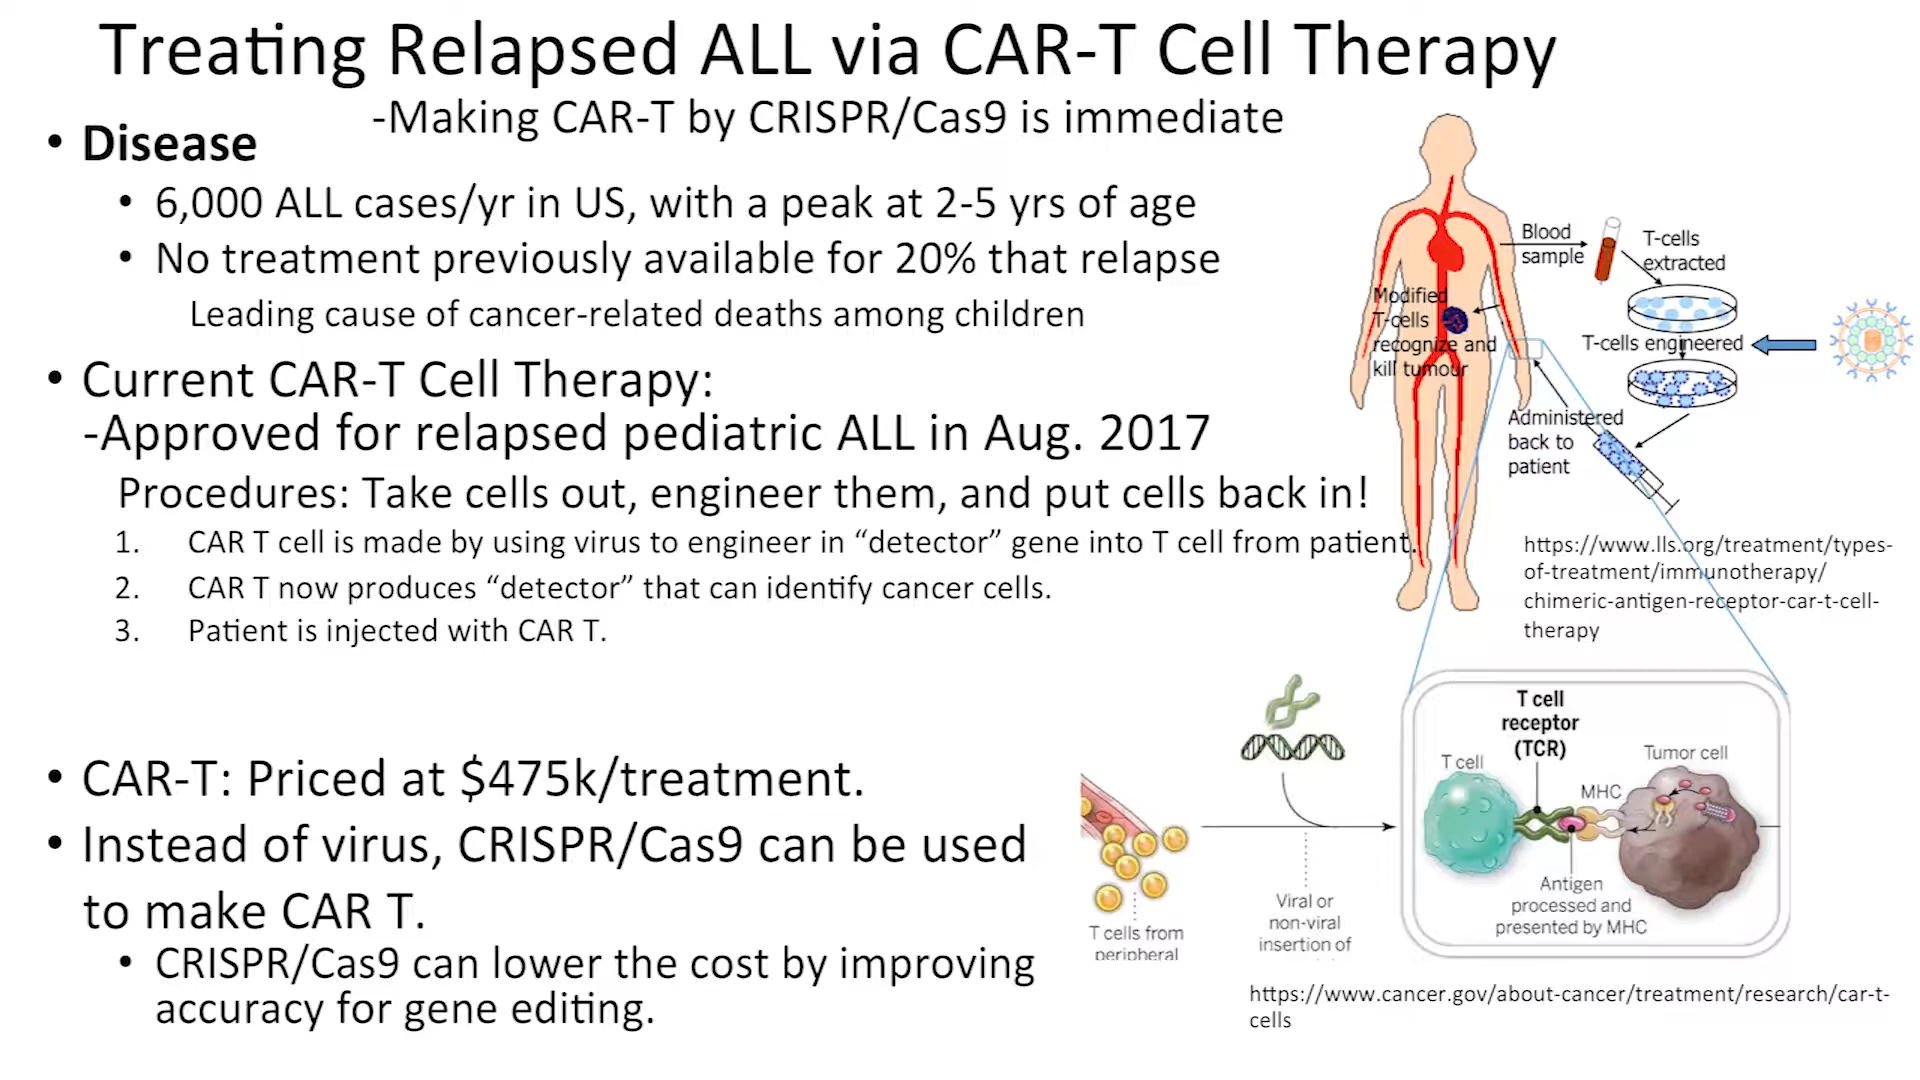 Treating Relapsed ALL via CAR-T Cell Therapy
-Making CAR-T by CRISPR/Cas9 is immediate
• Disease
• 6,000 ALL cases/yr in US, with a peak at 2-5 yrs of age
• No treatment previously available for 20% that relapse
Leading cause of cancer-related deaths among children
• Current CAR-T Cell Therapy:
-Approved for relapsed pediatric ALL in Aug. 2017
Procedures: Take cells out, engineer them, and put cells back in!
1. CAR T cell is made by using virus to engineer in “detector” gene into T cell from patient.
2. CAR T now produces “detector” that can identify cancer cells.
3. Patient is injected with CAR T.
• CAR-T: Priced at $475k/treatment.
• Instead of virus, CRISPR/Cas9 can be used
to make CAR T.
• CRISPR/Cas9 can lower the cost by improving
accuracy for gene editing.
Blood
sample
T-cells
extracted
T-cells engineered
Modified
T-cells
recognize and
kill tumour
Administered
back to
patient
https://www.lls.org/treatment/types-
of-treatment/immunotherapy/
chimeric-antigen-receptor-car-t-cell-
therapy
T cell
receptor
(TCR)
T cell
Tumor cell
MHC
Antigen
processed and
presented by MHC
T cells from
peripheral
Viral or
non-viral
insertion of
https://www.cancer.gov/about-cancer/treatment/research/car-t-
cells